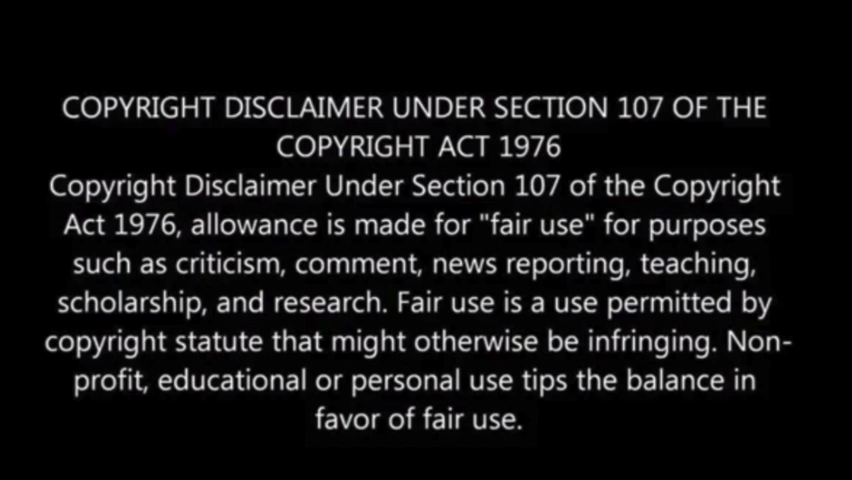 COPYRIGHT DISCLAIMER UNDER SECTION 107 OF THE
COPYRIGHT ACT 1976
Copyright Disclaimer Under Section 107 of the Copyright
Act 1976, allowance is made for "fair use" for purposes
such as criticism, comment, news reporting, teaching,
scholarship, and research. Fair use is a use permitted by
copyright statute that might otherwise be infringing. Non-
profit, educational or personal use tips the balance in
favor of fair use.